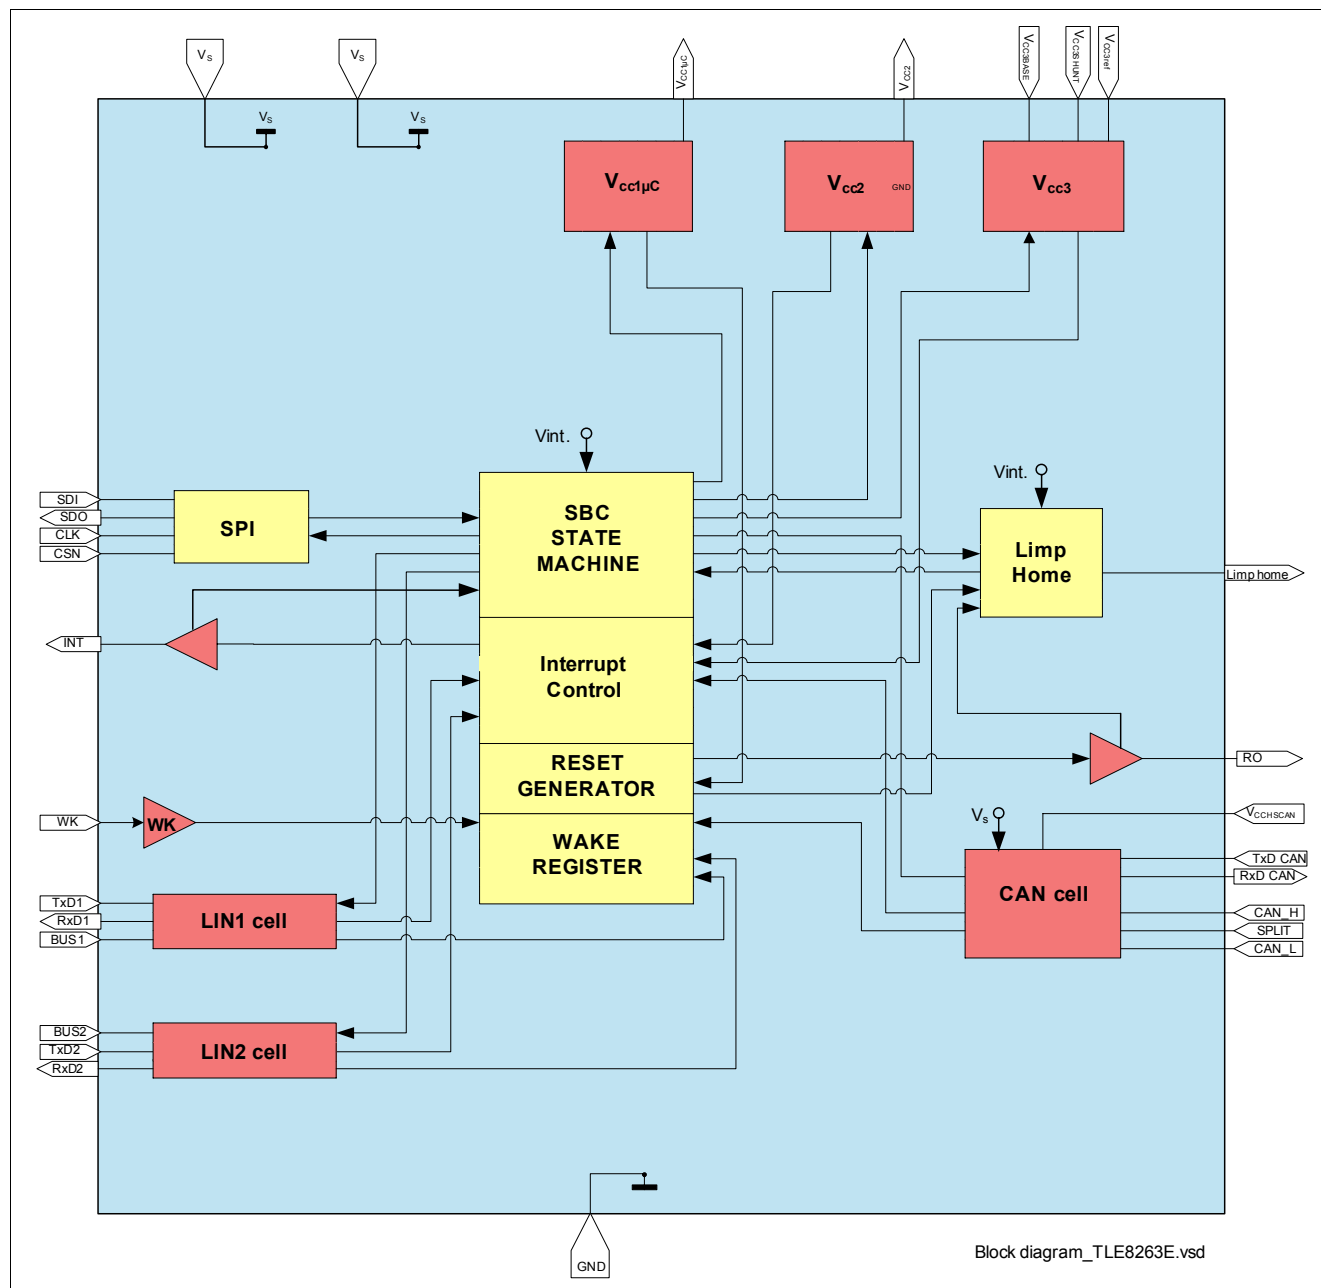 Vs
Vs
Vcc1µC
VCC2
VCC3BASE
VCC3SHUNT
VCC3ref
Vs
Vs
Vcc1µC
Vcc2
GND
Vcc3
Vint.
Vint.
SDI
SDO
CLK
CSN
SPI
SBC
STATE
MACHINE
Limp
Home
Limp home
INT
Interrupt
Control
RESET
GENERATOR
RO
WK
WK
WAKE
REGISTER
Vs
VCCHSCAN
TxD CAN
RxD CAN
CAN cell
CAN_H
SPLIT
CAN_L
TxD1
RxD1
BUS1
LIN1 cell
BUS2
TxD2
RxD2
LIN2 cell
GND
Block diagram_TLE8263E.vsd